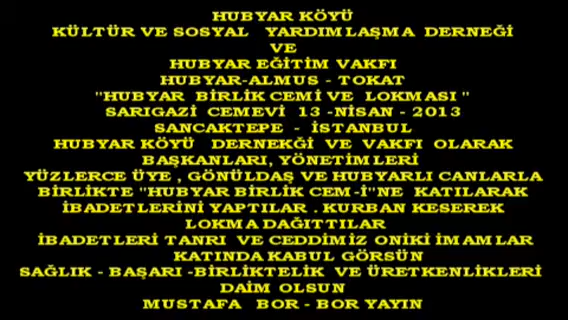 HUBYAR KÖYÜ
KÜLTÜR VE SOSYAL YARDIMLAŞMA DERNEĞİ
VE
HUBYAR EĞİTİM VAKFI
HUBYAR-ALMUS - TOKAT
"HUBYAR BİRLİK CEMİ VE LOKMASI "
SARIGAZİ CEMEVİ 13 -NİSAN - 2013
SANCAKTEPE - İSTANBUL
HUBYAR KÖYÜ DERNEKĞİ VE VAKFI OLARAK
BAŞKANLARI, YÖNETİMLERİ
YÜZLERCE ÜYE , GÖNÜLDAŞ VE HUBYARLI CANLARLA
BİRLİKTE "HUBYAR BİRLİK CEM -İ"NE KATILARAK
İBADETLERİNİ YAPTILAR . KURBAN KESEREK
LOKMA DAĞITTILAR
İBADETLERİ TANRI VE CEDDİMİZ ONİKİ İMAMLAR
KATINDA KABUL GÖRSÜN
SAĞLIK - BAŞARI -BİRLİKTELİK VE ÜRETKENLİKLERİ
DAİM OLSUN
MUSTAFA BOR - BOR YAYIN